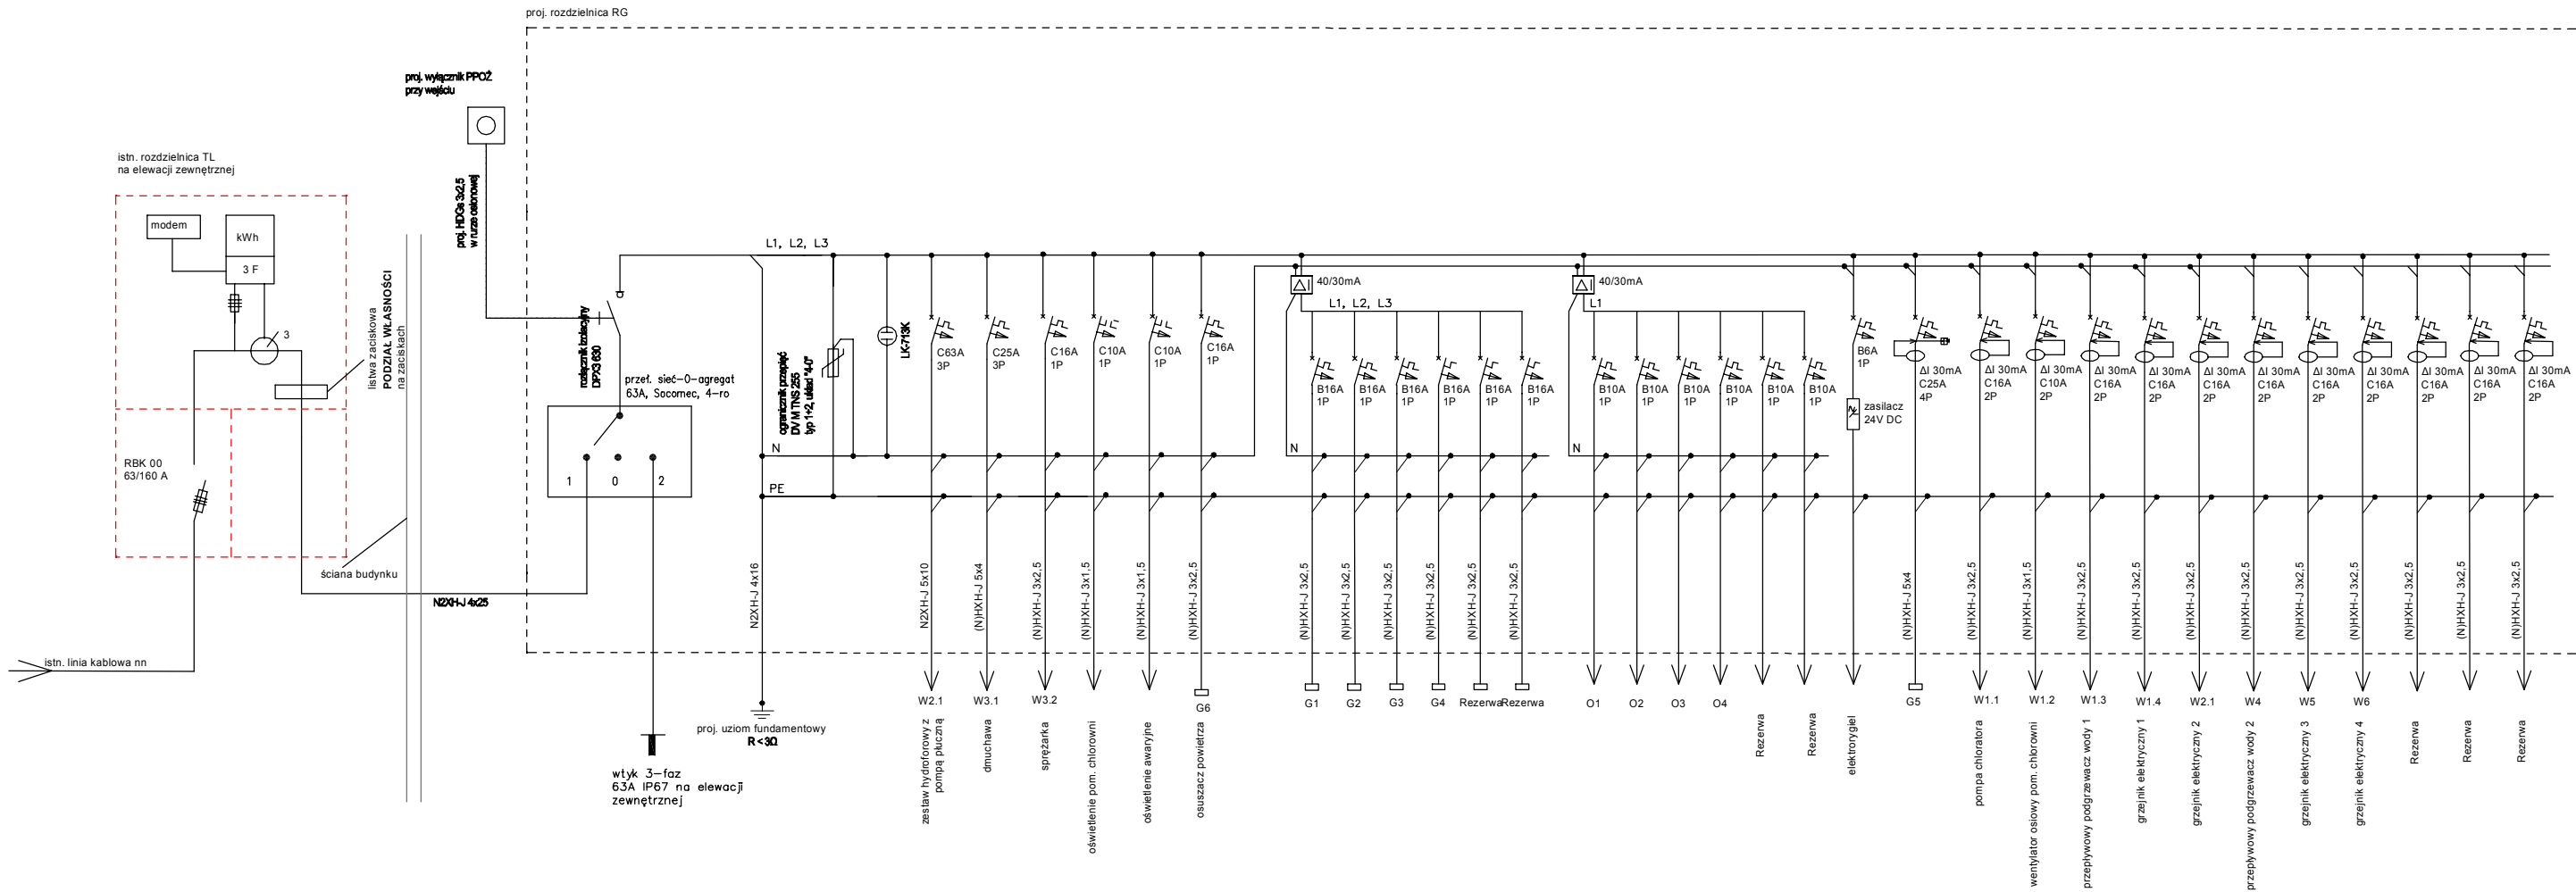 proj. rozdzielnica RG
proj. wyłącznik PPOŻ
przy wejściu
istn. rozdzielnica TL
na elewacji zewnętrznej
modem
kWh
3 F
3
listwa zaciskowa
PODZIAŁ WŁASNOŚCI
na zaciskach
RBK 00
63/160 A
ściana budynku
istn. linia kablowa nn
N2XH-J 4x25
proj. HDGs 3x2,5
w rurze osłonowej
rozłącznik izolacyjny
DPX3 630
przeł. sieć-0-agregat
63A, Socomec, 4-ro
1
0
2
wtyk 3-faz
63A IP67 na elewacji
zewnętrznej
L1, L2, L3
N
PE
N2XH-J 4x16
proj. uziom fundamentowy
R<3Ω
ogranicznik przepięć
DV M TNS 255
typ 1+2, układ "4-0"
LK-713K
C63A
3P
N2XH-J 5x10
W2.1
zestaw hydroforowy z
pompą płuczną
C25A
3P
(N)HXH-J 5x4
W3.1
dmuchawa
C16A
1P
(N)HXH-J 3x2,5
W3.2
sprężarka
C10A
1P
(N)HXH-J 3x1,5
oświetlenie pom. chlorowni
C10A
1P
(N)HXH-J 3x1,5
oświetlenie awaryjne
C16A
1P
(N)HXH-J 3x2,5
G6
osuszacz powietrza
40/30mA
L1, L2, L3
N
B16A
1P
(N)HXH-J 3x2,5
G1
B16A
1P
(N)HXH-J 3x2,5
G2
B16A
1P
(N)HXH-J 3x2,5
G3
B16A
1P
(N)HXH-J 3x2,5
G4
B16A
1P
(N)HXH-J 3x2,5
Rezerwa
B16A
1P
(N)HXH-J 3x2,5
Rezerwa
40/30mA
L1
N
B10A
1P
O1
B10A
1P
O2
B10A
1P
O3
B10A
1P
O4
B10A
1P
Rezerwa
B10A
1P
Rezerwa
B6A
1P
zasilacz
24V DC
elektrorygiel
ΔI 30mA
C25A
4P
(N)HXH-J 5x4
G5
ΔI 30mA
C16A
2P
(N)HXH-J 3x2,5
W1.1
pompa chloratora
ΔI 30mA
C10A
2P
(N)HXH-J 3x1,5
W1.2
wentylator osiowy pom. chlorowni
ΔI 30mA
C16A
2P
(N)HXH-J 3x2,5
W1.3
przepływowy podgrzewacz wody 1
ΔI 30mA
C16A
2P
(N)HXH-J 3x2,5
W1.4
grzejnik elektryczny 1
ΔI 30mA
C16A
2P
(N)HXH-J 3x2,5
W2.1
grzejnik elektryczny 2
ΔI 30mA
C16A
2P
(N)HXH-J 3x2,5
W4
przepływowy podgrzewacz wody 2
ΔI 30mA
C16A
2P
(N)HXH-J 3x2,5
W5
grzejnik elektryczny 3
ΔI 30mA
C16A
2P
(N)HXH-J 3x2,5
W6
grzejnik elektryczny 4
ΔI 30mA
C16A
2P
(N)HXH-J 3x2,5
Rezerwa
ΔI 30mA
C16A
2P
(N)HXH-J 3x2,5
Rezerwa
ΔI 30mA
C16A
2P
(N)HXH-J 3x2,5
Rezerwa